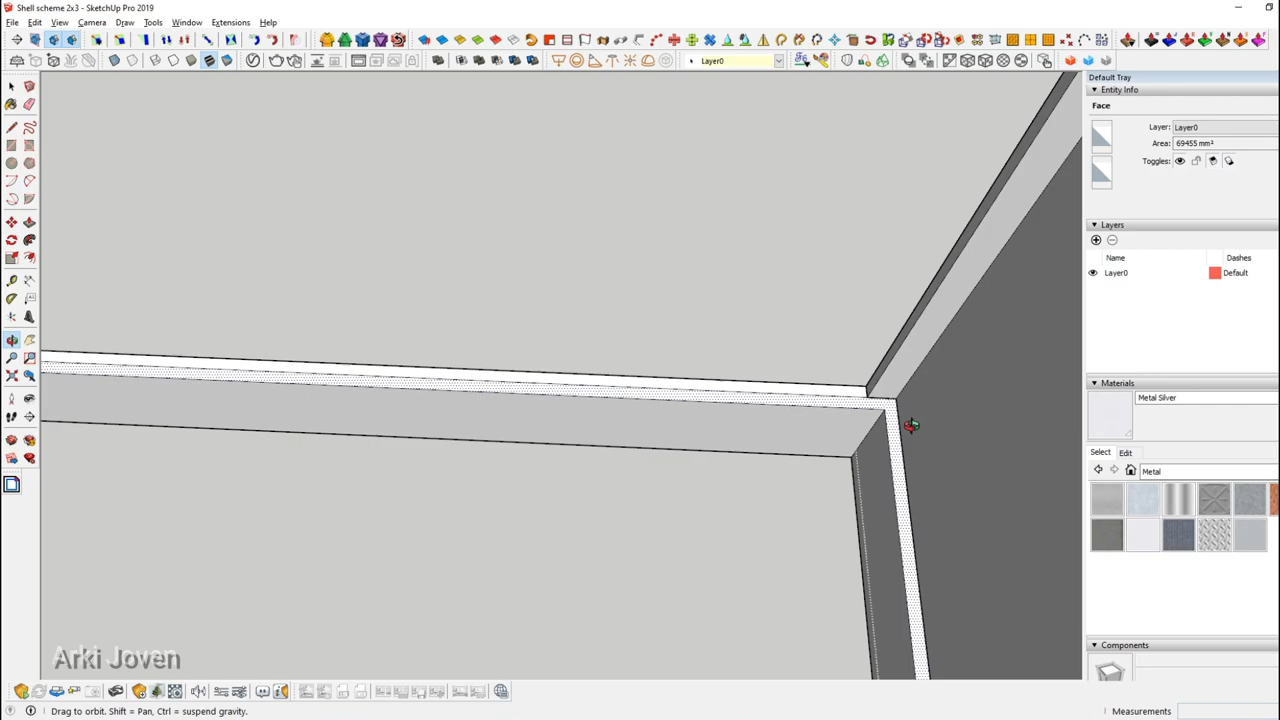 Shell scheme 2x3 - SketchUp Pro 2019
File Edit View Camera Draw Tools Window Extensions Help
Layer0
Default Tray
Entity Info
Face
Layer: Layer0
Area: 69455 mm²
Toggles:
Layers
Name Dashes
Layer0 Default
Materials
Metal Silver
Select Edit
Metal
Components
Arki Joven
Drag to orbit. Shift = Pan, Ctrl = suspend gravity.
Measurements